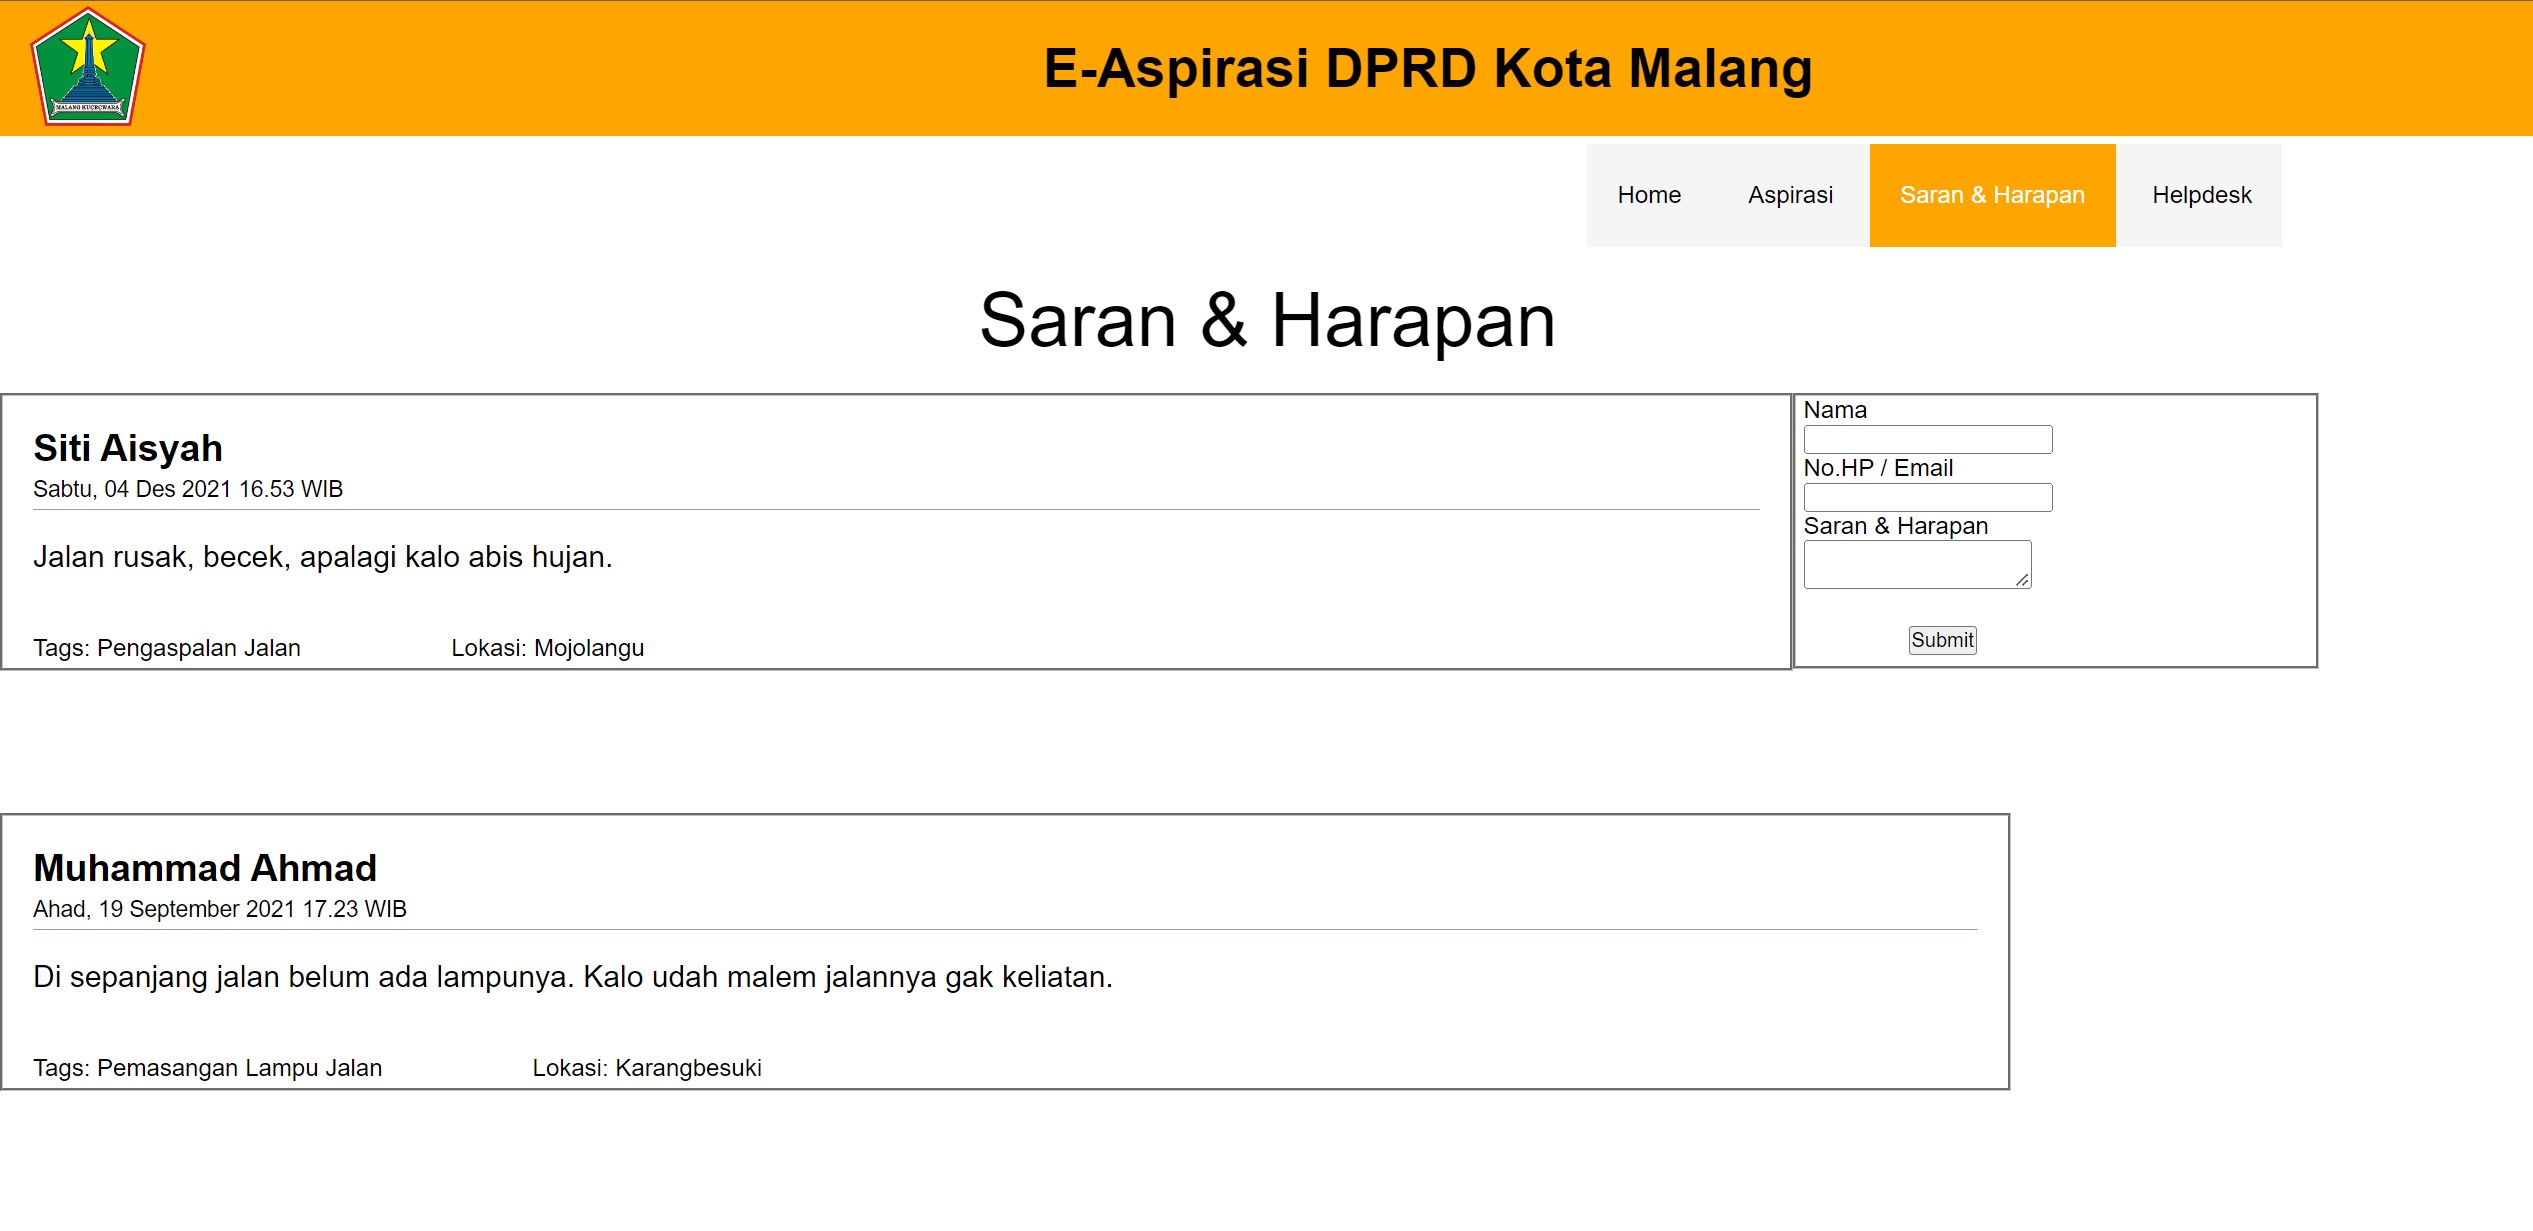 MALANG KUÇEÇWARA
E-Aspirasi DPRD Kota Malang
Home
Aspirasi
Saran & Harapan
Helpdesk
Saran & Harapan
Siti Aisyah
Sabtu, 04 Des 2021 16.53 WIB
Jalan rusak, becek, apalagi kalo abis hujan.
Tags: Pengaspalan Jalan
Lokasi: Mojolangu
Nama
No.HP / Email
Saran & Harapan
Submit
Muhammad Ahmad
Ahad, 19 September 2021 17.23 WIB
Di sepanjang jalan belum ada lampunya. Kalo udah malem jalannya gak keliatan.
Tags: Pemasangan Lampu Jalan
Lokasi: Karangbesuki